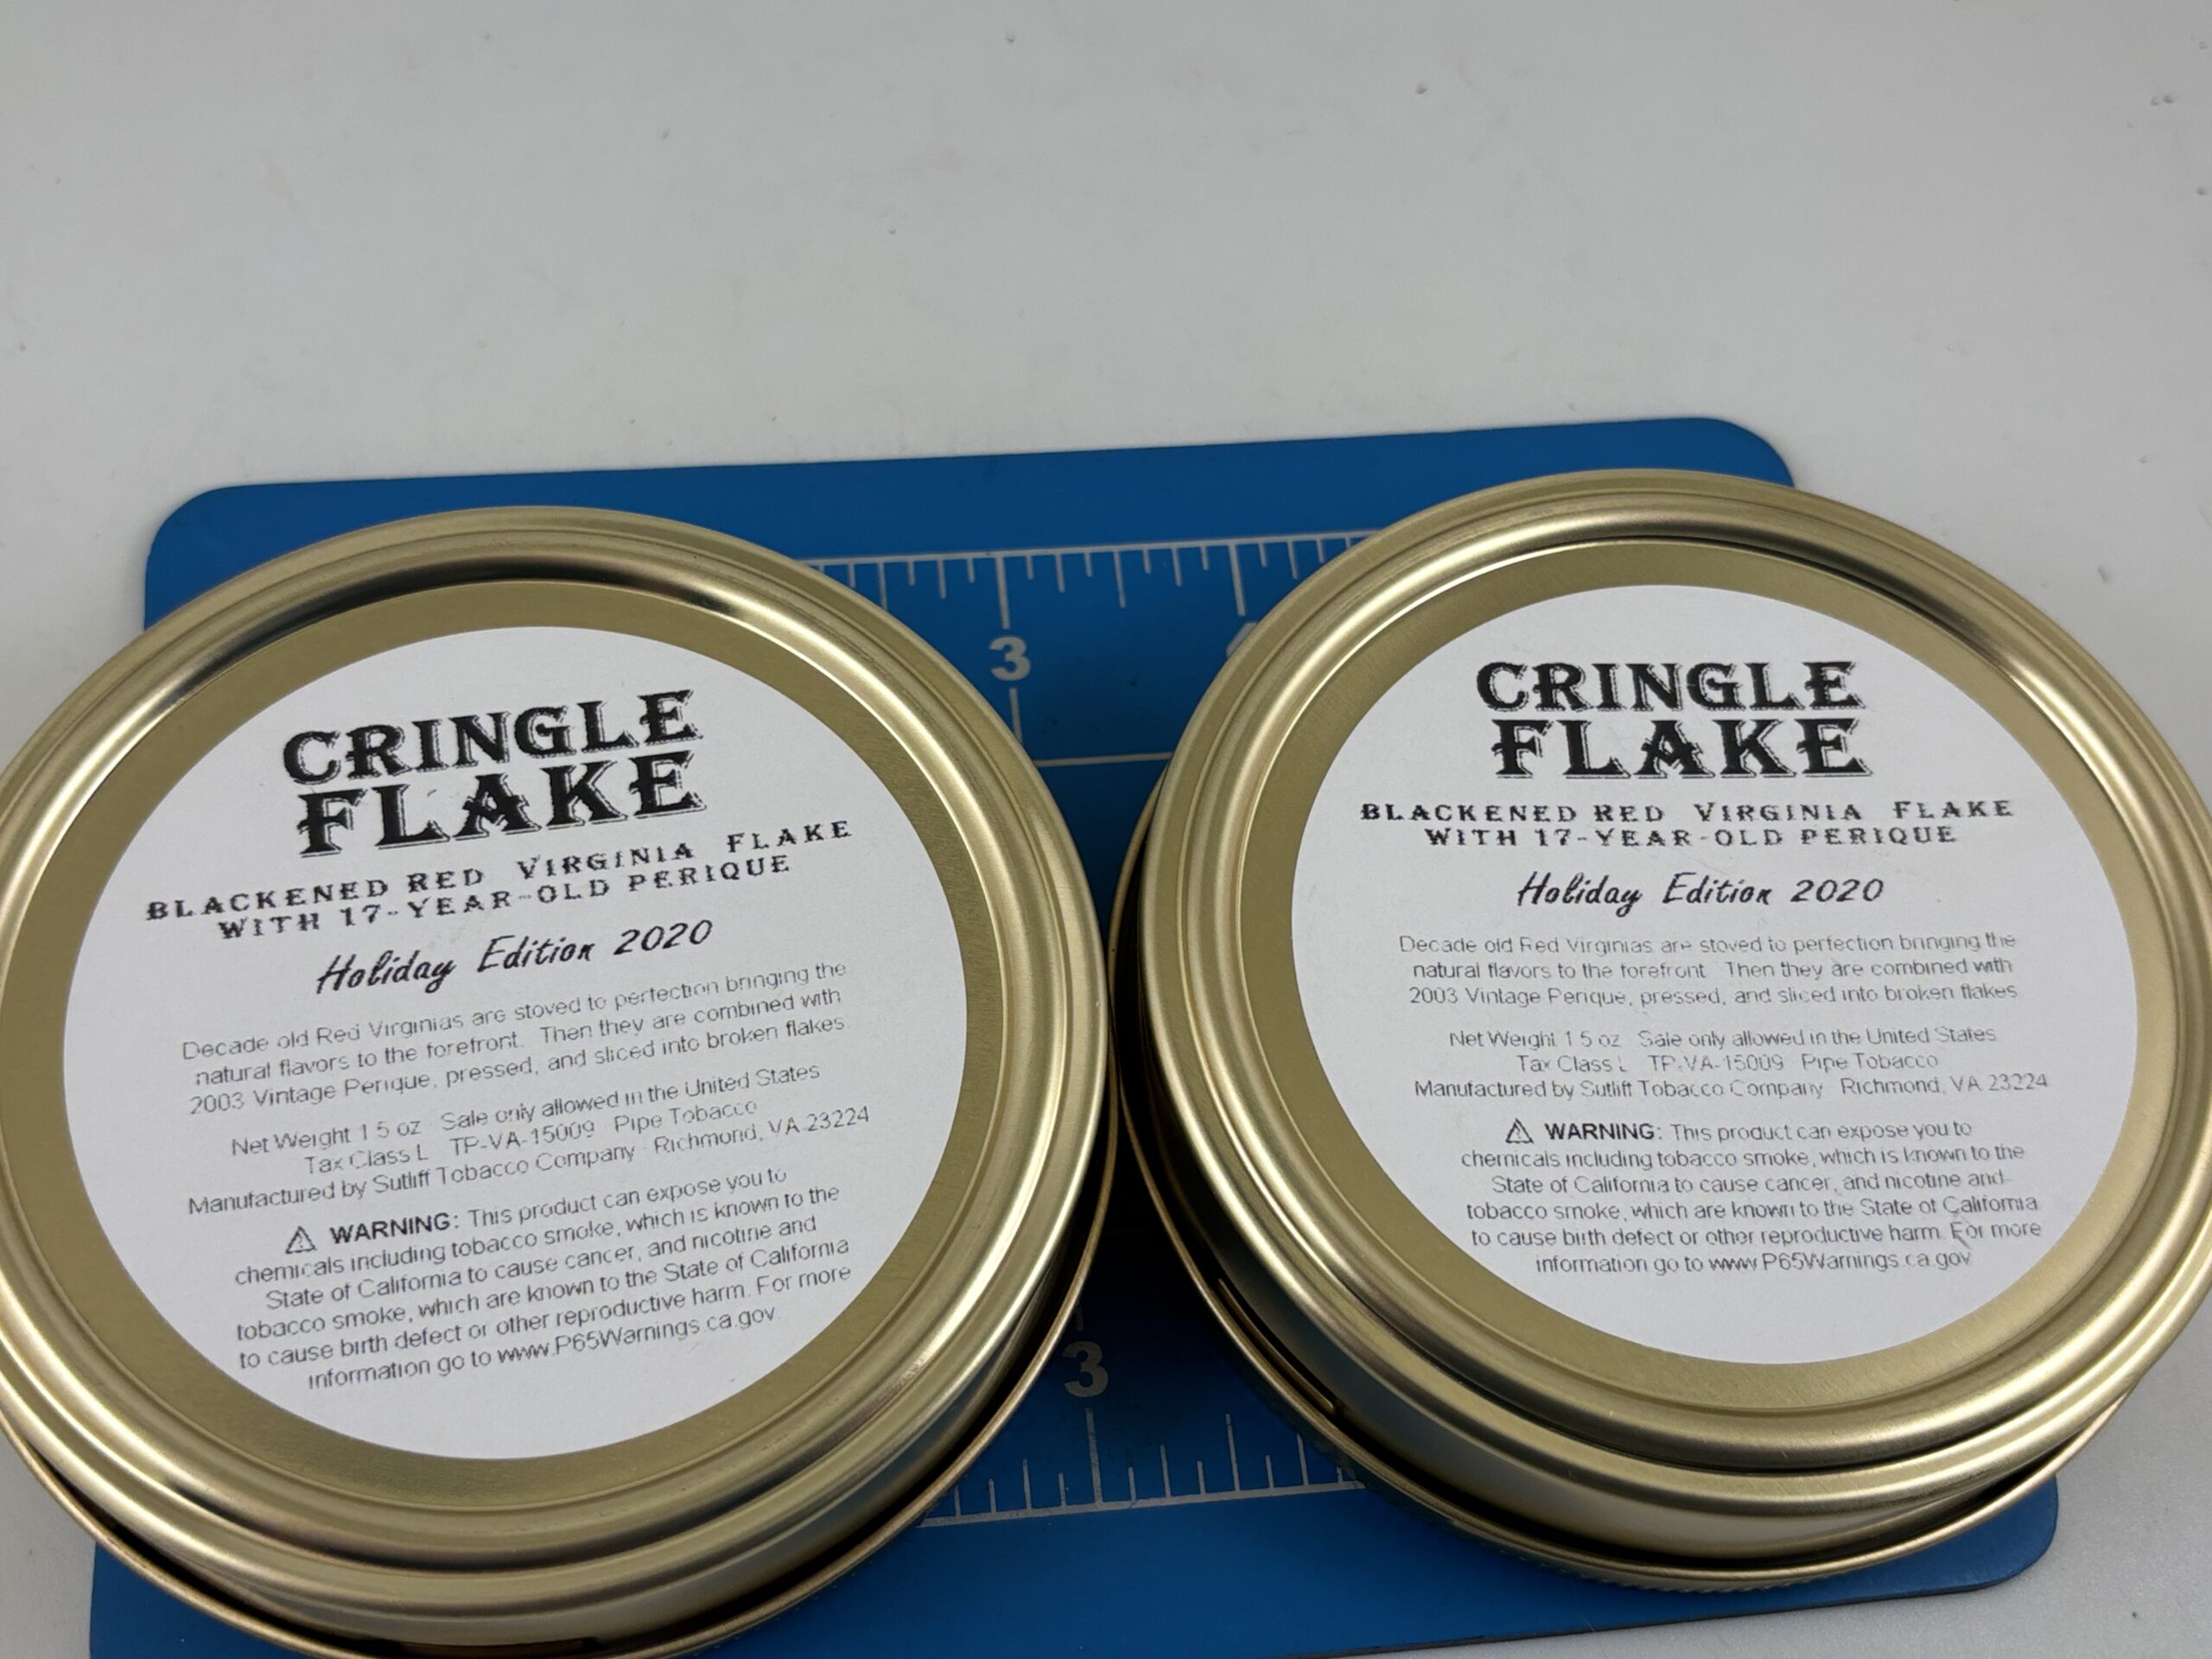 3
CRINGLE
FLAKE
BLACKENED RED VIRGINIA FLAKE
WITH 17-YEAR-OLD PERIQUE
Holiday Edition 2020
Decade old Red Virginias are stoved to perfection bringing the
natural flavors to the forefront. Then they are combined with
2003 Vintage Perique, pressed, and sliced into broken flakes
Net Weight 1.5 oz Sale only allowed in the United States
Tax Class L TP-VA-15009 Pipe Tobacco
Manufactured by Sutliff Tobacco Company Richmond, VA 23224
⚠ WARNING: This product can expose you to
chemicals including tobacco smoke, which is known to the
State of California to cause cancer, and nicotine and
tobacco smoke, which are known to the State of California
to cause birth defect or other reproductive harm. For more
information go to www.P65Warnings.ca.gov
CRINGLE
FLAKE
BLACKENED RED VIRGINIA FLAKE
WITH 17-YEAR-OLD PERIQUE
Holiday Edition 2020
Decade old Red Virginias are stoved to perfection bringing the
natural flavors to the forefront Then they are combined with
2003 Vintage Perique, pressed, and sliced into broken flakes
Net Weight 1.5 oz Sale only allowed in the United States
Tax Class L TP-VA-15009 Pipe Tobacco
Manufactured by Sutliff Tobacco Company Richmond, VA 23224
⚠ WARNING: This product can expose you to
chemicals including tobacco smoke, which is known to the
State of California to cause cancer, and nicotine and
tobacco smoke, which are known to the State of California
to cause birth defect or other reproductive harm. For more
information go to www.P65Warnings.ca.gov
3